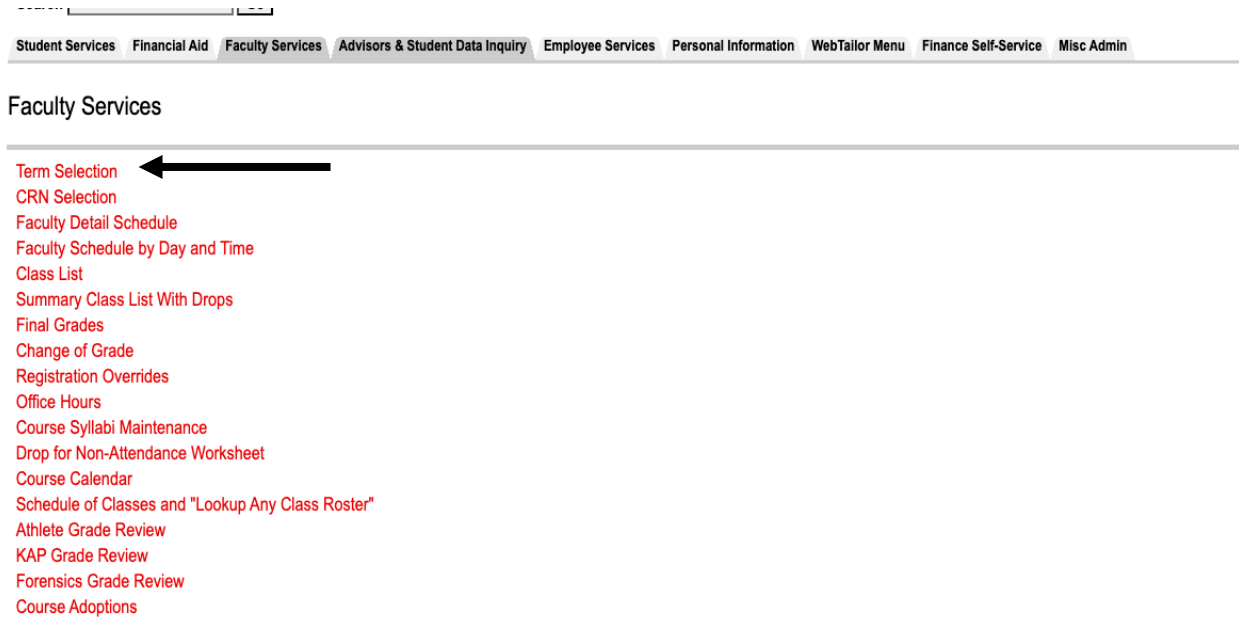 Student Services Financial Aid Faculty Services Advisors & Student Data Inquiry Employee Services Personal Information WebTailor Menu Finance Self-Service Misc Admin
Faculty Services
Term Selection
CRN Selection
Faculty Detail Schedule
Faculty Schedule by Day and Time
Class List
Summary Class List With Drops
Final Grades
Change of Grade
Registration Overrides
Office Hours
Course Syllabi Maintenance
Drop for Non-Attendance Worksheet
Course Calendar
Schedule of Classes and "Lookup Any Class Roster"
Athlete Grade Review
KAP Grade Review
Forensics Grade Review
Course Adoptions